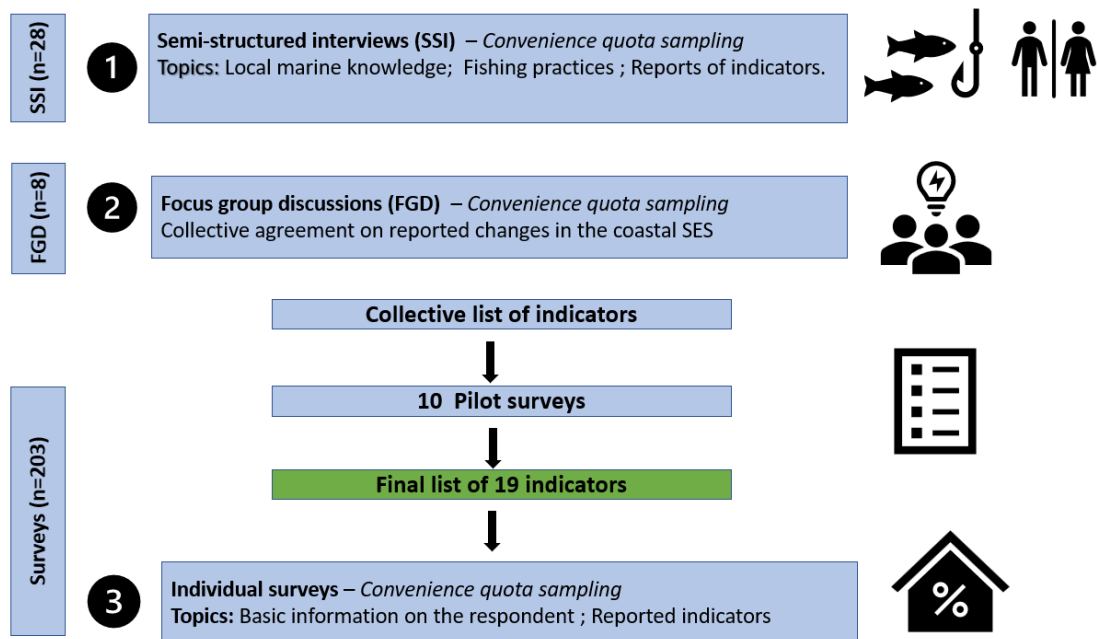 SSI (n=28)
1
Semi-structured interviews (SSI) – Convenience quota sampling
Topics: Local marine knowledge; Fishing practices ; Reports of indicators.
FGD (n=8)
2
Focus group discussions (FGD) – Convenience quota sampling
Collective agreement on reported changes in the coastal SES
Collective list of indicators
10 Pilot surveys
Final list of 19 indicators
Surveys (n=203)
3
Individual surveys – Convenience quota sampling
Topics: Basic information on the respondent ; Reported indicators
%